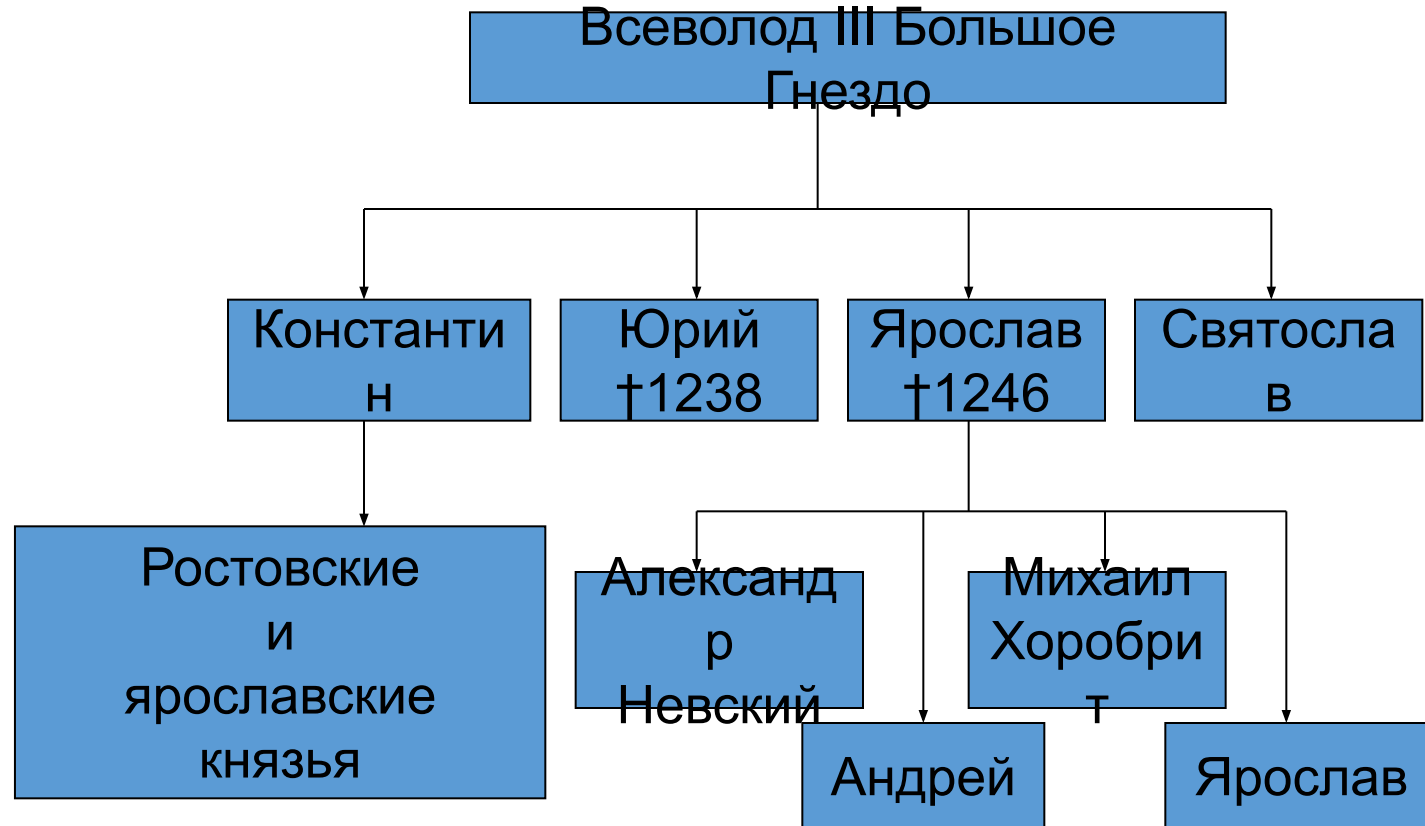 Всеволод III Большое
Гнездо
Константи
н
Юрий
†1238
Ярослав
†1246
Святосла
в
Ростовские
и
ярославские
князья
Александ
р
Невский
Михаил
Хоробри
т
Андрей
Ярослав